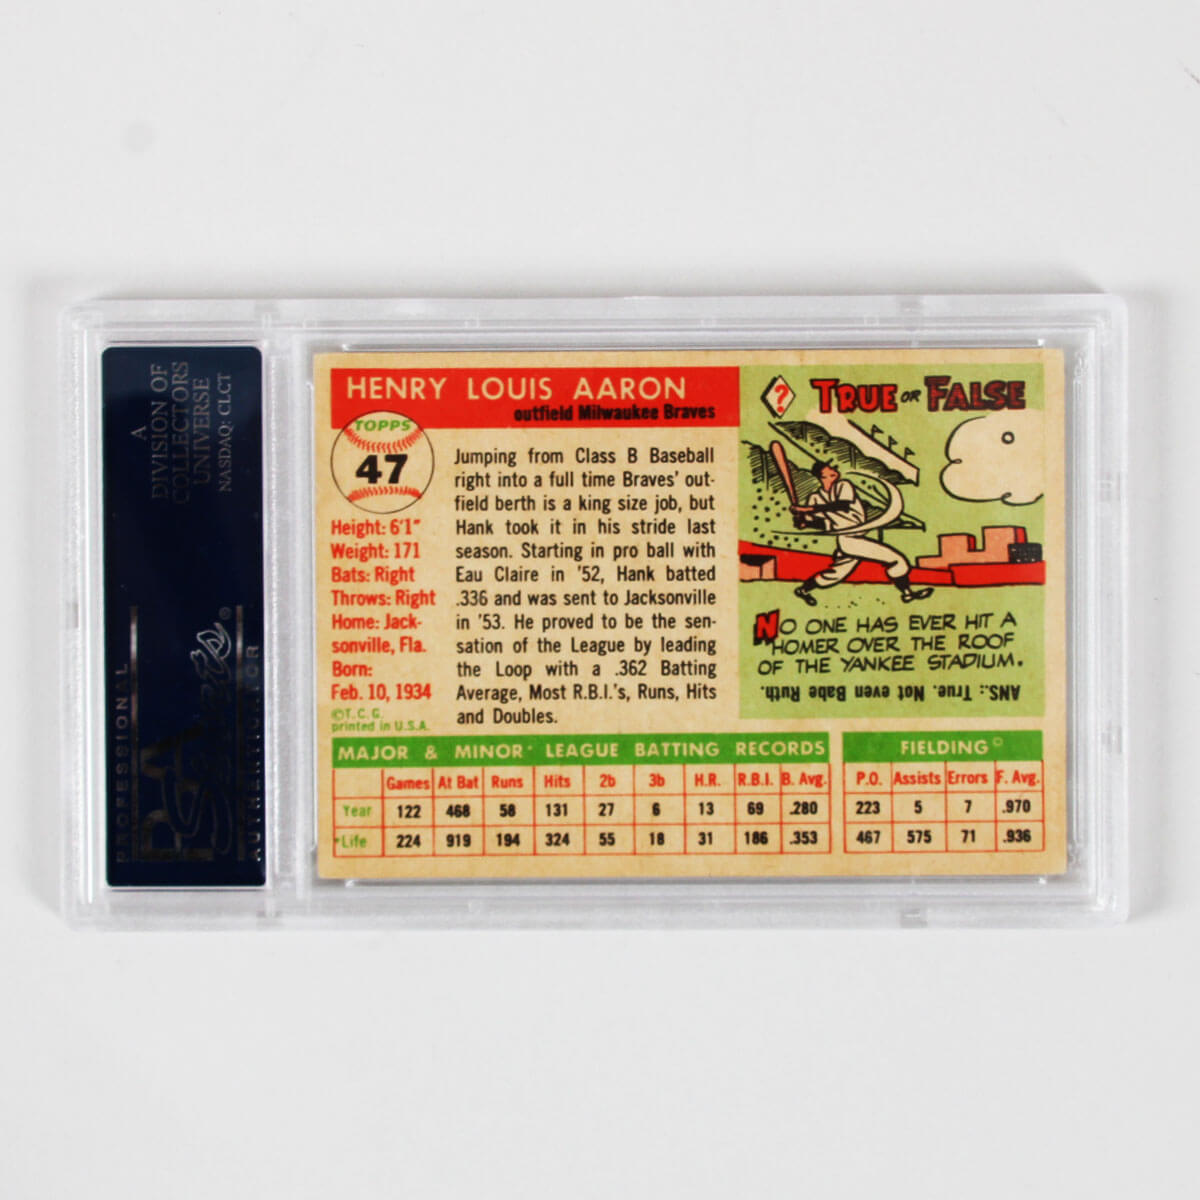 A
DIVISION OF
COLLECTORS
UNIVERSE
NASDAQ: CLCT
PROFESSIONAL
PSA
Sports ®
AUTHENTICATOR
HENRY LOUIS AARON
outfield Milwaukee Braves
TOPPS
47
Height: 6'1"
Weight: 171
Bats: Right
Throws: Right
Home: Jack-
sonville, Fla.
Born:
Feb. 10, 1934
©T.C.G.
printed in U.S.A.
Jumping from Class B Baseball
right into a full time Braves' out-
field berth is a king size job, but
Hank took it in his stride last
season. Starting in pro ball with
Eau Claire in '52, Hank batted
.336 and was sent to Jacksonville
in '53. He proved to be the sen-
sation of the League by leading
the Loop with a .362 Batting
Average, Most R.B.I.'s, Runs, Hits
and Doubles.
? TRUE OR FALSE
NO ONE HAS EVER HIT A
HOMER OVER THE ROOF
OF THE YANKEE STADIUM.
ANS.: True. Not even Babe Ruth.
MAJOR & MINOR* LEAGUE BATTING RECORDS
Games At Bat Runs Hits 2b 3b H.R. R.B.I. B. Avg.
Year 122 468 58 131 27 6 13 69 .280
*Life 224 919 194 324 55 18 31 186 .353
FIELDING
P.O. Assists Errors F. Avg.
223 5 7 .970
467 575 71 .936